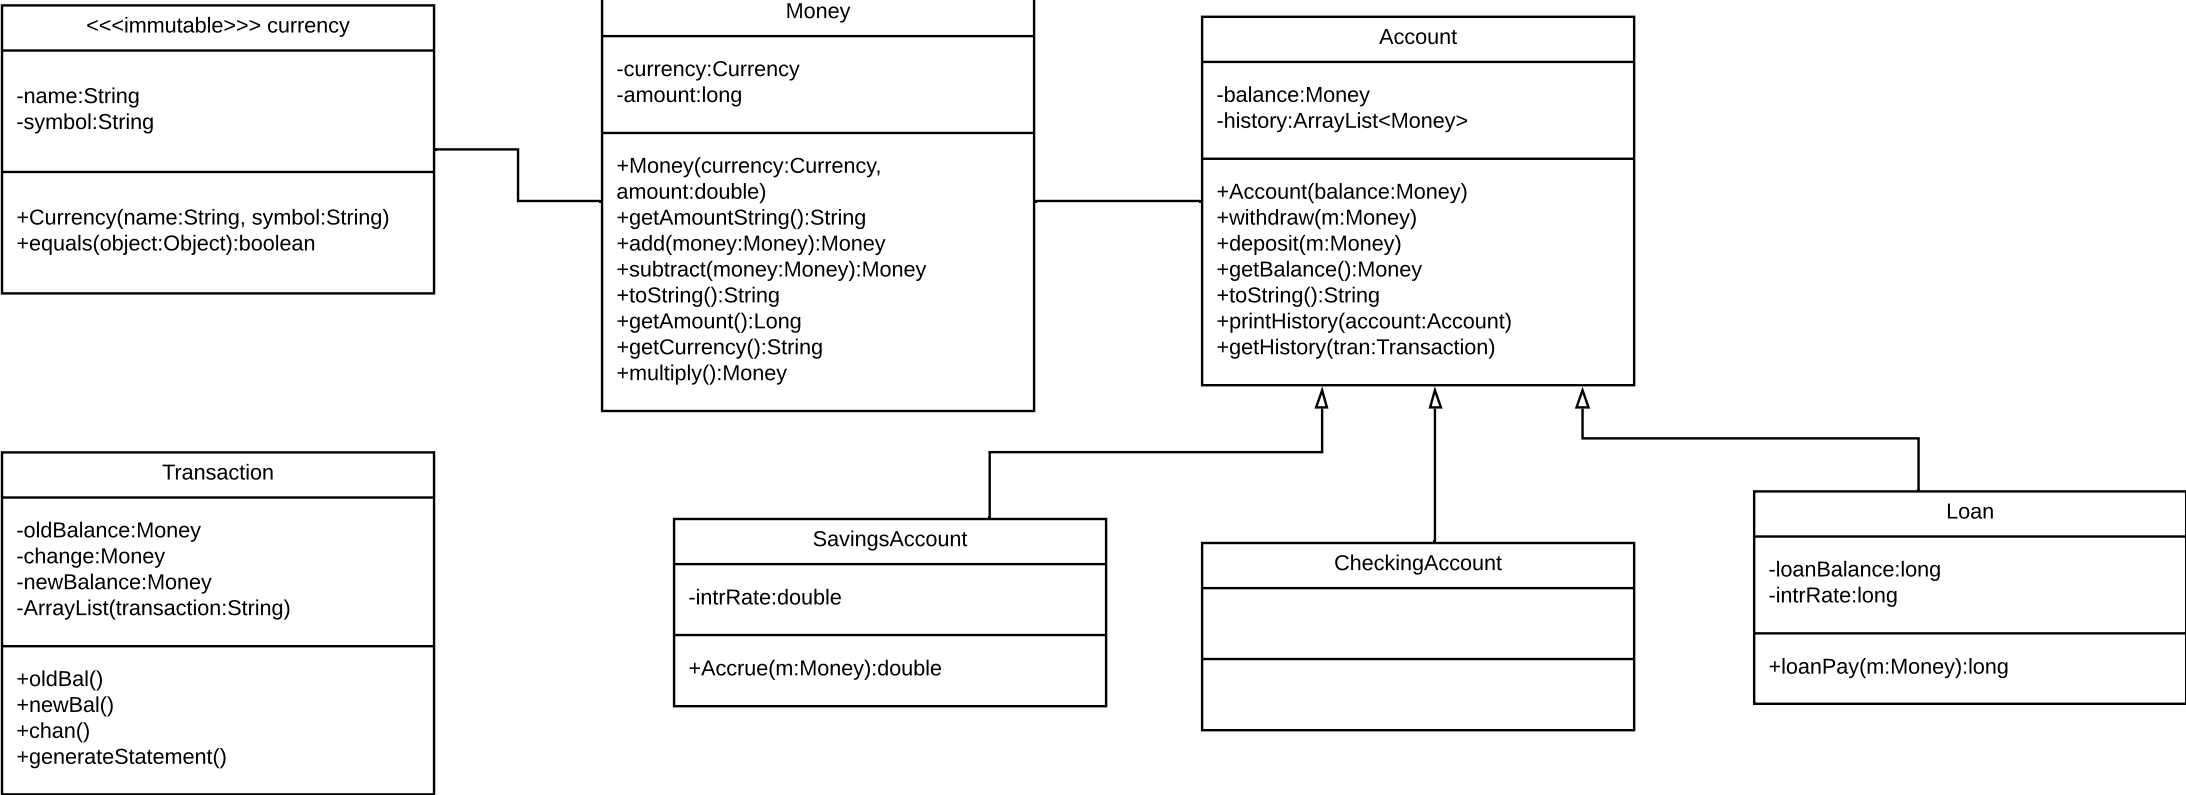 <<<immutable>>> currency
-name:String
-symbol:String
+Currency(name:String, symbol:String)
+equals(object:Object):boolean
Money
-currency:Currency
-amount:long
+Money(currency:Currency,
amount:double)
+getAmountString():String
+add(money:Money):Money
+subtract(money:Money):Money
+toString():String
+getAmount():Long
+getCurrency():String
+multiply():Money
Account
-balance:Money
-history:ArrayList<Money>
+Account(balance:Money)
+withdraw(m:Money)
+deposit(m:Money)
+getBalance():Money
+toString():String
+printHistory(account:Account)
+getHistory(tran:Transaction)
Transaction
-oldBalance:Money
-change:Money
-newBalance:Money
-ArrayList(transaction:String)
+oldBal()
+newBal()
+chan()
+generateStatement()
SavingsAccount
-intrRate:double
+Accrue(m:Money):double
CheckingAccount
Loan
-loanBalance:long
-intrRate:long
+loanPay(m:Money):long